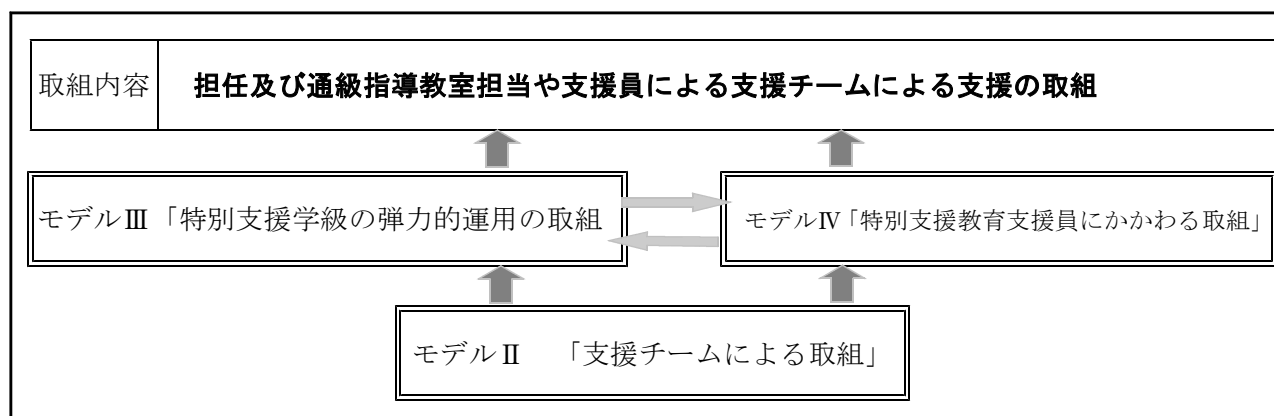 取組内容
担任及び通級指導教室担当や支援員による支援チームによる支援の取組
モデルⅢ「特別支援学級の弾力的運用の取組
モデルⅣ「特別支援教育支援員にかかわる取組」
モデルⅡ　「支援チームによる取組」